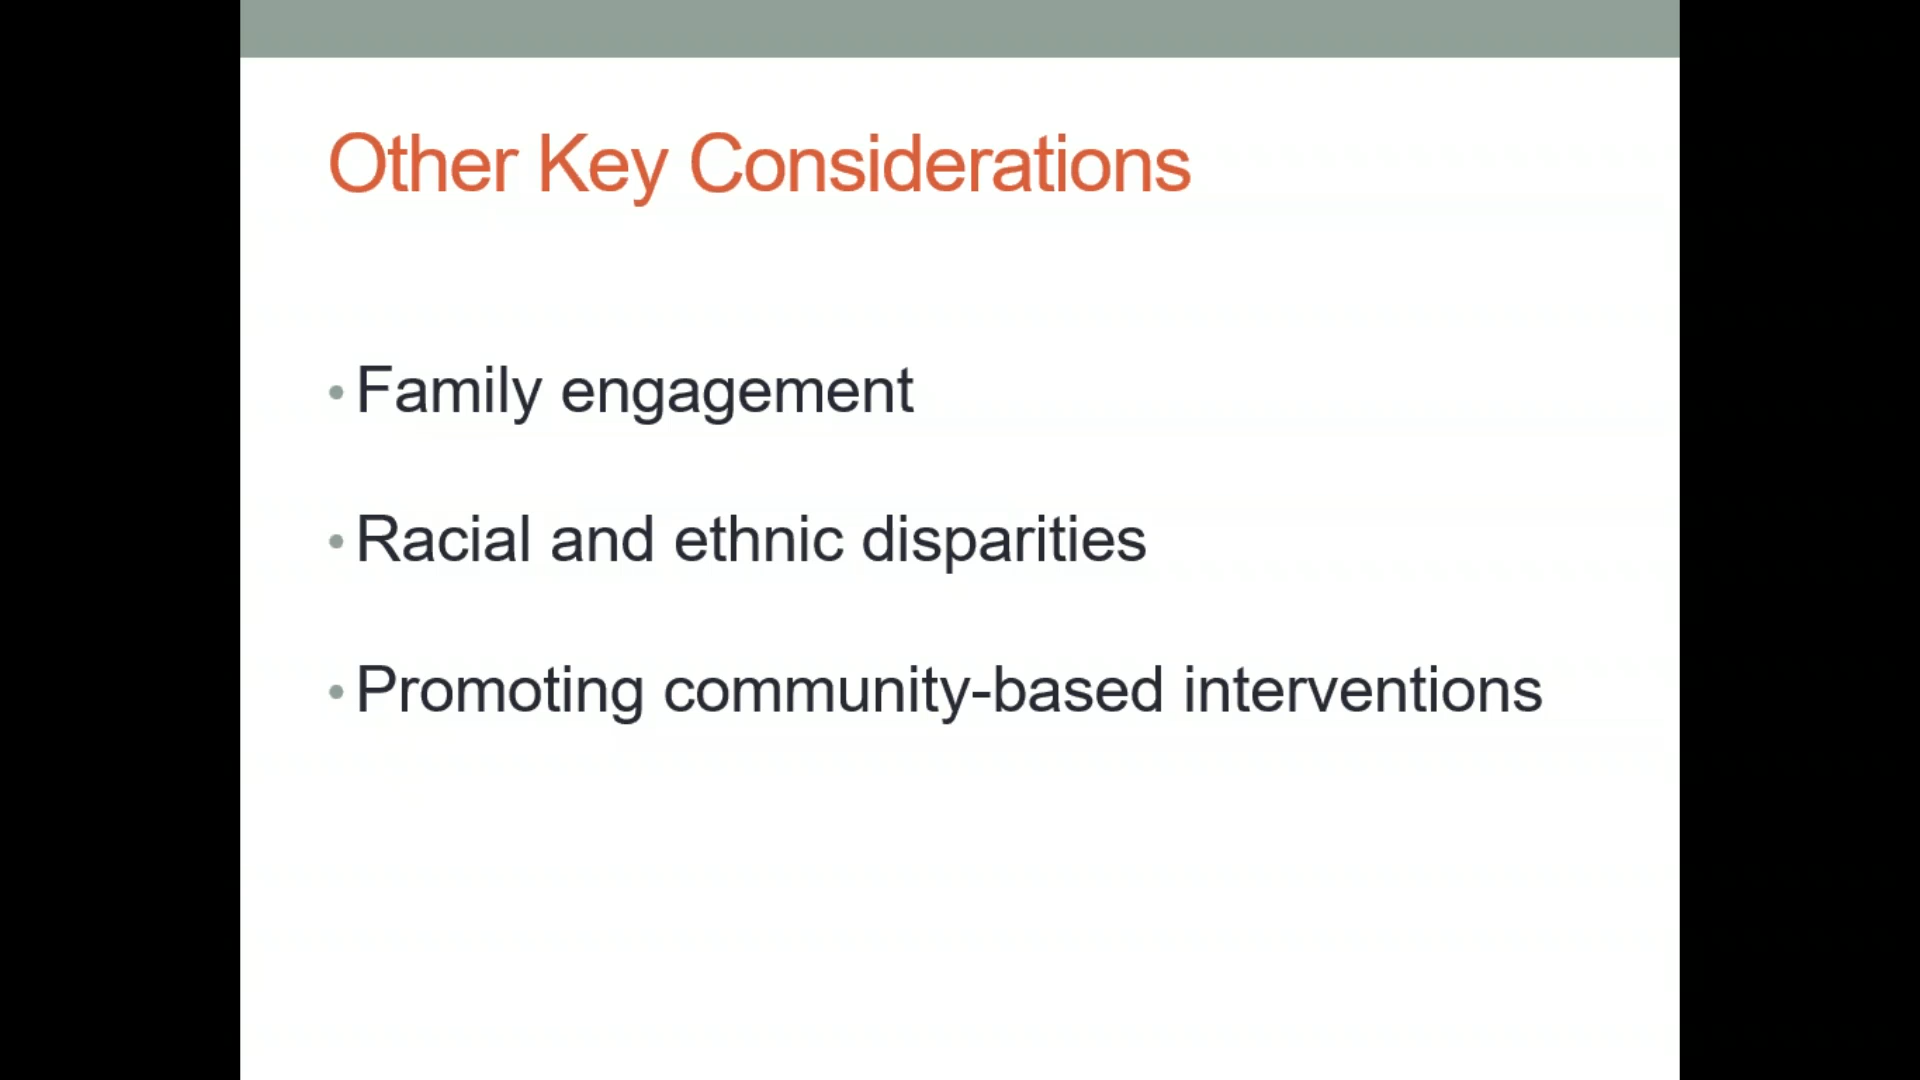 Other Key Considerations
• Family engagement
• Racial and ethnic disparities
• Promoting community-based interventions